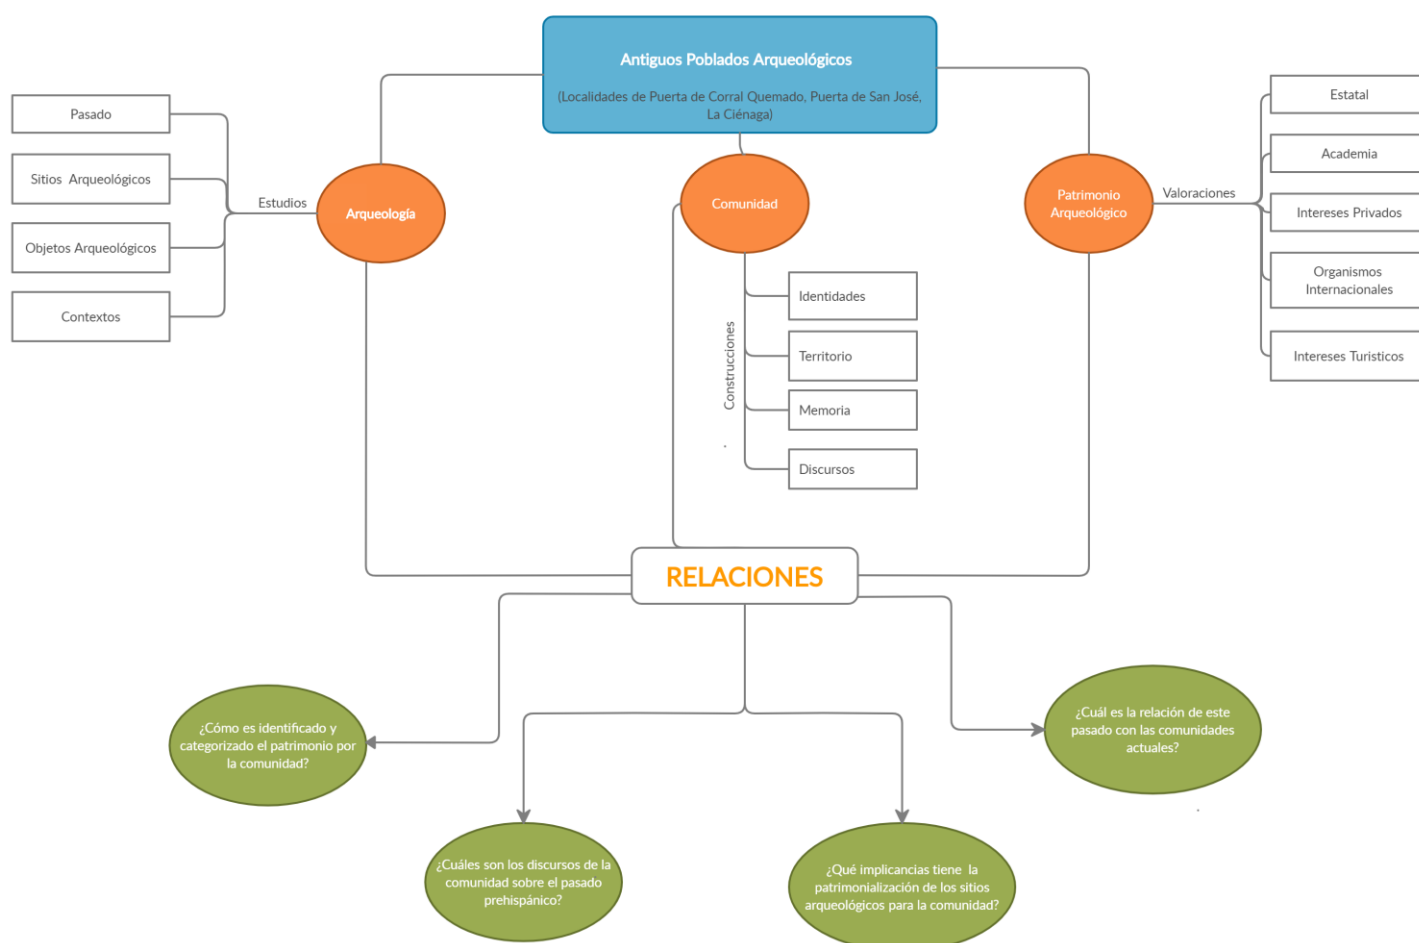 Antiguos Poblados Arqueológicos
(Localidades de Puerta de Corral Quemado, Puerta de San José,
La Ciénaga)
Pasado
Sitios Arqueológicos
Objetos Arqueológicos
Contextos
Estudios
Arqueología
Comunidad
Construcciones
Identidades
Territorio
Memoria
Discursos
Patrimonio
Arqueológico
Valoraciones
Estatal
Academia
Intereses Privados
Organismos
Internacionales
Intereses Turisticos
RELACIONES
¿Cómo es identificado y
categorizado el patrimonio por
la comunidad?
¿Cuáles son los discursos de la
comunidad sobre el pasado
prehispánico?
¿Qué implicancias tiene la
patrimonialización de los sitios
arqueológicos para la comunidad?
¿Cuál es la relación de este
pasado con las comunidades
actuales?